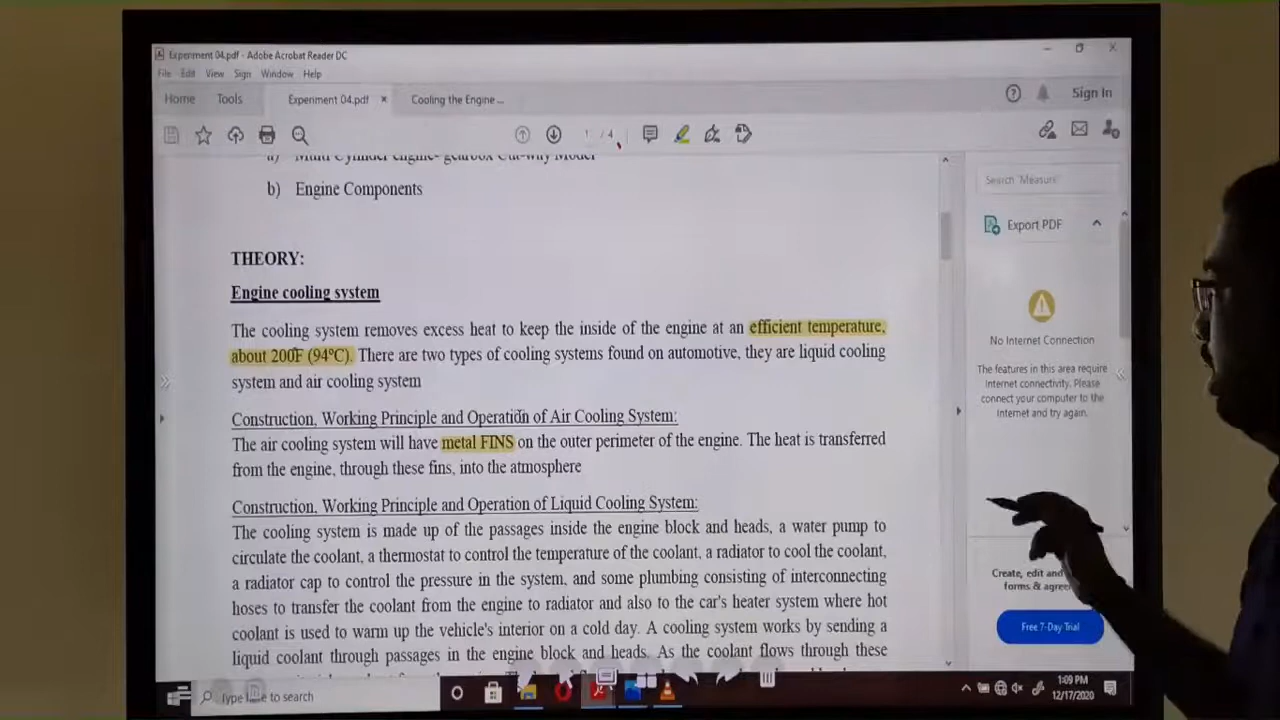 Experiment 04.pdf - Adobe Acrobat Reader DC
File Edit View Sign Window Help
Home Tools Experiment 04.pdf × Cooling the Engine ... Sign In
1 / 4
a) Multi Cylinder engine-gearbox Cut-way Model
b) Engine Components
THEORY:
Engine cooling system
The cooling system removes excess heat to keep the inside of the engine at an efficient temperature,
about 200F (94ºC). There are two types of cooling systems found on automotive, they are liquid cooling
system and air cooling system
Construction, Working Principle and Operation of Air Cooling System:
The air cooling system will have metal FINS on the outer perimeter of the engine. The heat is transferred
from the engine, through these fins, into the atmosphere
Construction, Working Principle and Operation of Liquid Cooling System:
The cooling system is made up of the passages inside the engine block and heads, a water pump to
circulate the coolant, a thermostat to control the temperature of the coolant, a radiator to cool the coolant,
a radiator cap to control the pressure in the system, and some plumbing consisting of interconnecting
hoses to transfer the coolant from the engine to radiator and also to the car's heater system where hot
coolant is used to warm up the vehicle's interior on a cold day. A cooling system works by sending a
liquid coolant through passages in the engine block and heads. As the coolant flows through these
Search 'Measure'
Export PDF
No Internet Connection
The features in this area require
Internet connectivity. Please
connect your computer to the
Internet and try again.
Create, edit and
forms & agree
Free 7-Day Trial
Type here to search
1:09 PM
12/17/2020